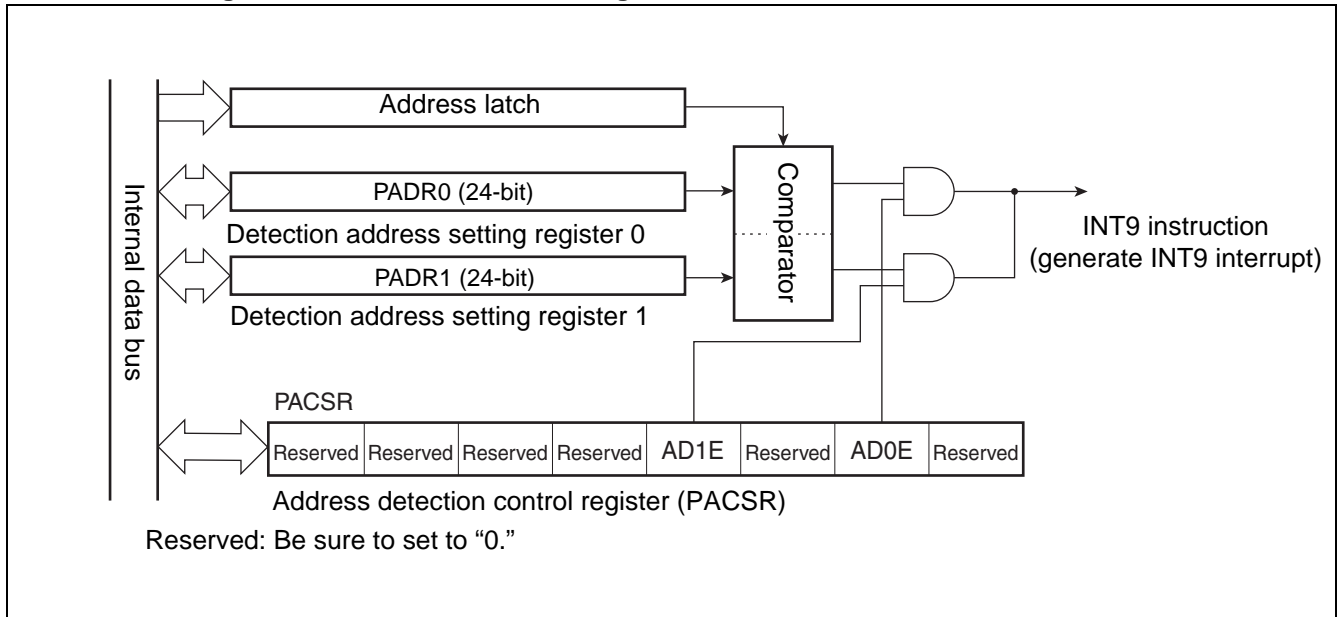 Address latch
PADR0 (24-bit)
Detection address setting register 0
PADR1 (24-bit)
Detection address setting register 1
Internal data bus
Comparator
INT9 instruction
(generate INT9 interrupt)
PACSR
Reserved Reserved Reserved Reserved AD1E Reserved AD0E Reserved
Address detection control register (PACSR)
Reserved: Be sure to set to “0.”